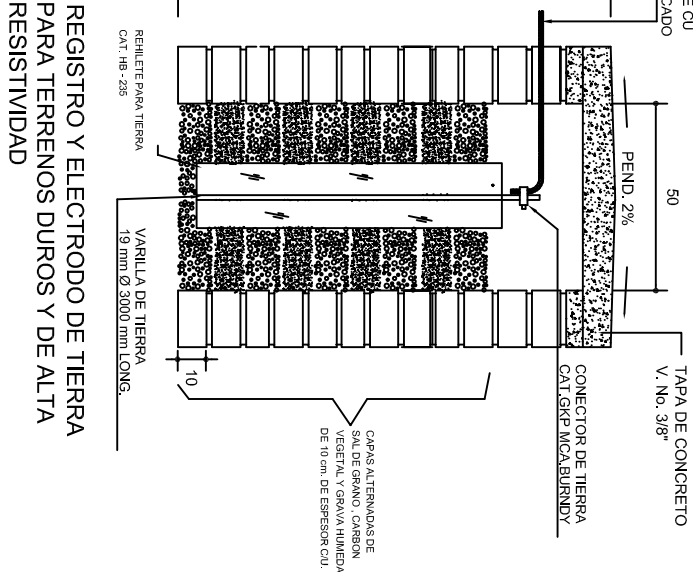 E CU
CADO
50
PEND. 2%
TAPA DE CONCRETO
V. No. 3/8"
CONECTOR DE TIERRA
CAT.GKP MCA.BURNDY
CAPAS ALTERNADAS DE
SAL DE GRANO , CARBON
VEGETAL Y GRAVA HUMEDA
DE 10 cm. DE ESPESOR C/U.
10
REHILETE PARA TIERRA
CAT. HB - 235
VARILLA DE TIERRA
19 mm Ø 3000 mm LONG.
REGISTRO Y ELECTRODO DE TIERRA
PARA TERRENOS DUROS Y DE ALTA
RESISTIVIDAD